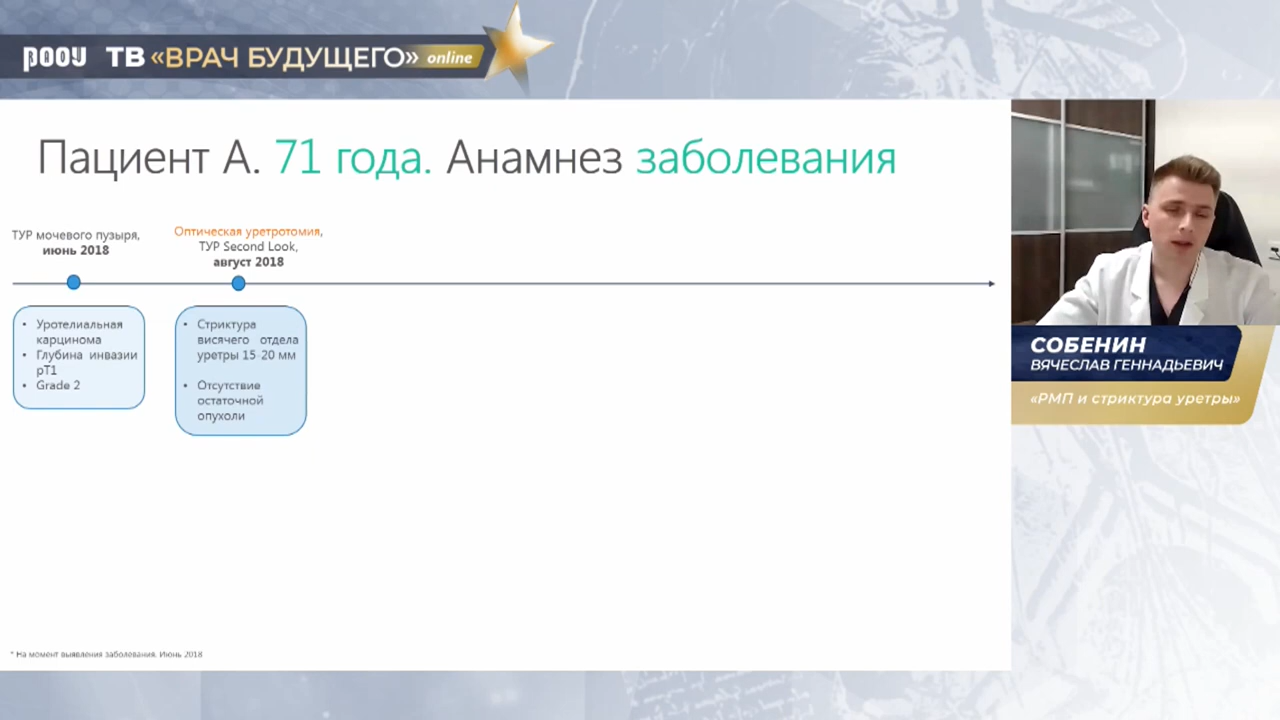 РООУ ТВ «ВРАЧ БУДУЩЕГО» online
Пациент А. 71 года. Анамнез заболевания
ТУР мочевого пузыря,
июнь 2018
Оптическая уретротомия,
ТУР Second Look,
август 2018
• Уротелиальная
карцинома
• Глубина инвазии
pT1
• Grade 2
• Стриктура
висячего отдела
уретры 15-20 мм
• Отсутствие
остаточной
опухоли
* На момент выявления заболевания. Июнь 2018
СОБЕНИН
ВЯЧЕСЛАВ ГЕННАДЬЕВИЧ
«РМП и стриктура уретры»